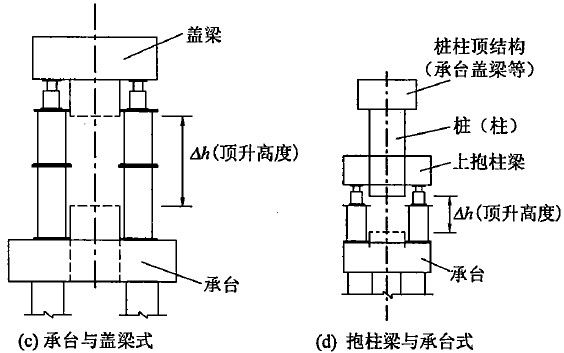 盖梁
Δh(顶升高度)
承台
(c) 承台与盖梁式
桩柱顶结构
（承台盖梁等）
桩（柱）
上抱柱梁
Δh(顶升高度)
承台
(d) 抱柱梁与承台式